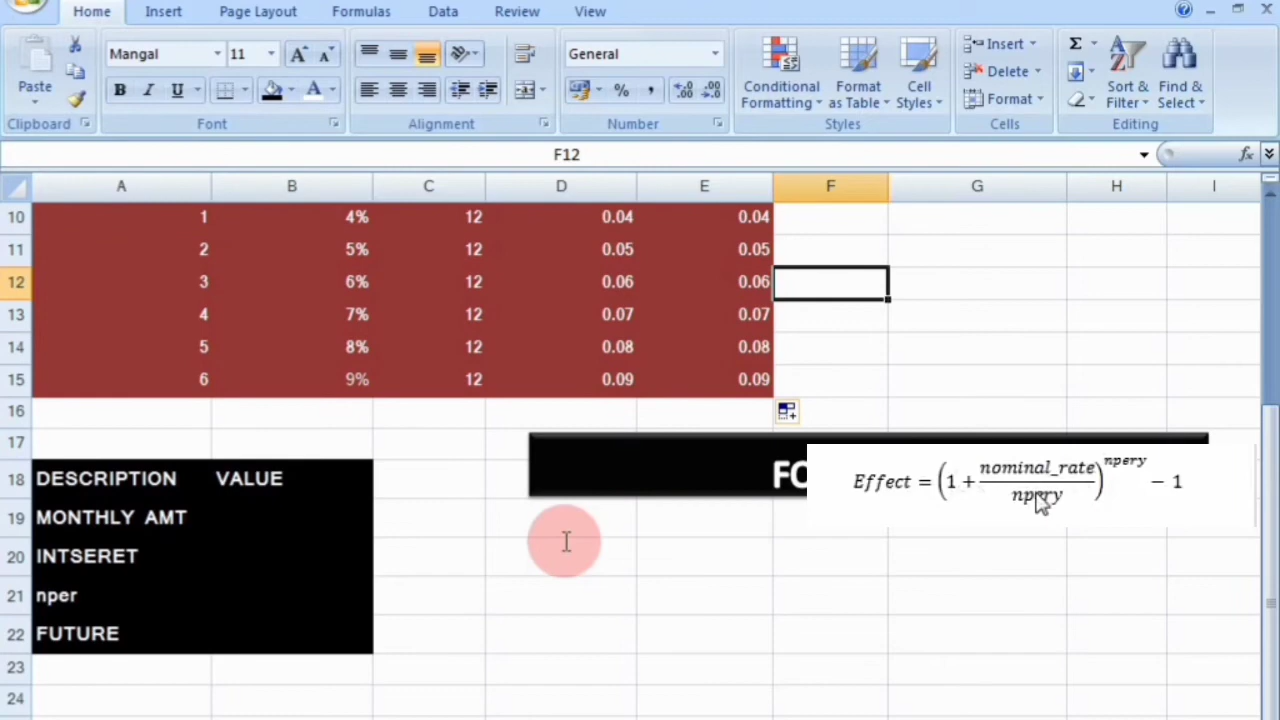 Home Insert Page Layout Formulas Data Review View
Mangal 11 General
Paste B I U % , Conditional Formatting Format as Table Cell Styles Insert Delete Format Σ Sort & Filter Find & Select
Clipboard Font Alignment Number Styles Cells Editing
F12 fx
A B C D E F G H I
10 1 4% 12 0.04 0.04
11 2 5% 12 0.05 0.05
12 3 6% 12 0.06 0.06
13 4 7% 12 0.07 0.07
14 5 8% 12 0.08 0.08
15 6 9% 12 0.09 0.09
16
17
18 DESCRIPTION VALUE
FO
Effect = (1 + nominal_rate / npery)^npery − 1
19 MONTHLY AMT
20 INTSERET
21 nper
22 FUTURE
23
24